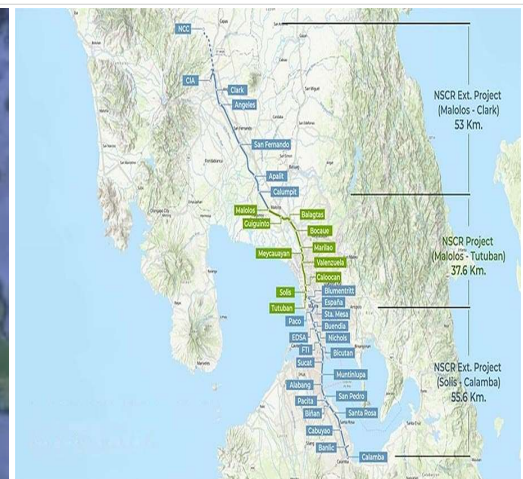 NCC
CIA
Clark
Angeles
San Fernando
Apalit
Calumpit
Malolos
Balagtas
Guiguinto
Bocaue
Marilao
Meycauayan
Valenzuela
Caloocan
Solis
Blumentritt
España
Tutuban
Sta. Mesa
Paco
Buendia
EDSA
Nichols
FTI
Bicutan
Sucat
Muntinlupa
Alabang
San Pedro
Pacita
Santa Rosa
Biñan
Cabuyao
Banlic
Calamba
NSCR Ext. Project
(Malolos - Clark)
53 Km.
NSCR Project
(Malolos - Tutuban)
37.6 Km.
NSCR Ext. Project
(Solis - Calamba)
55.6 Km.